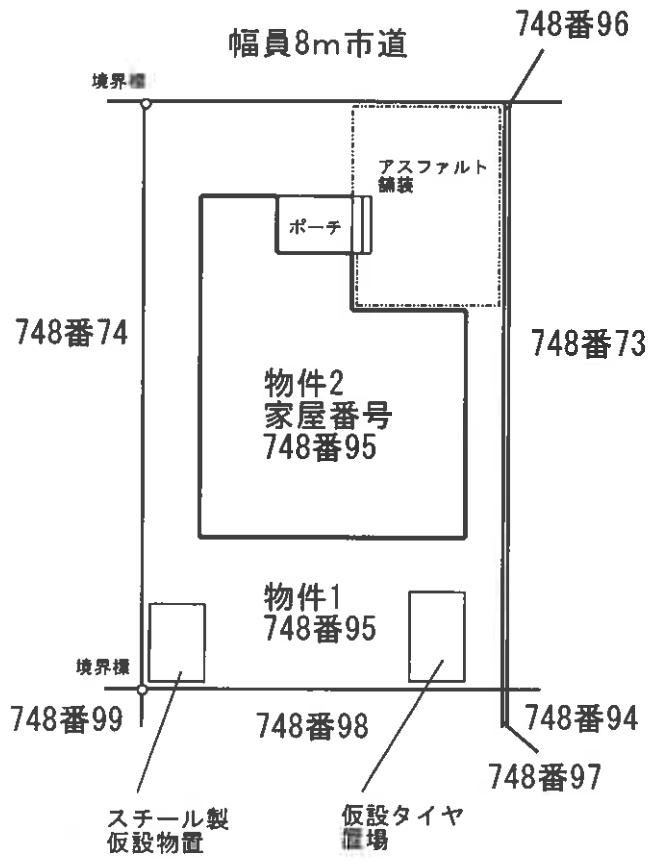 748番96
幅員8m市道
境界標
アスファルト
舗装
ポーチ
748番74
748番73
物件2
家屋番号
748番95
物件1
748番95
境界標
748番99
748番98
748番94
748番97
スチール製
仮設物置
仮設タイヤ
置場